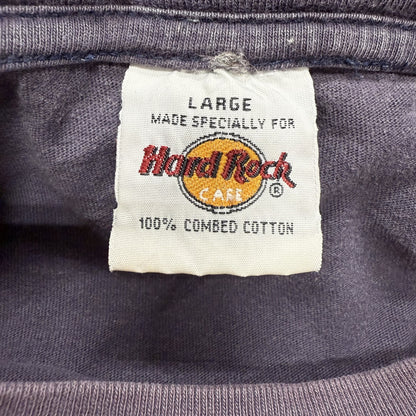 LARGE
MADE SPECIALLY FOR
Hard Rock
CAFE ®
100% COMBED COTTON